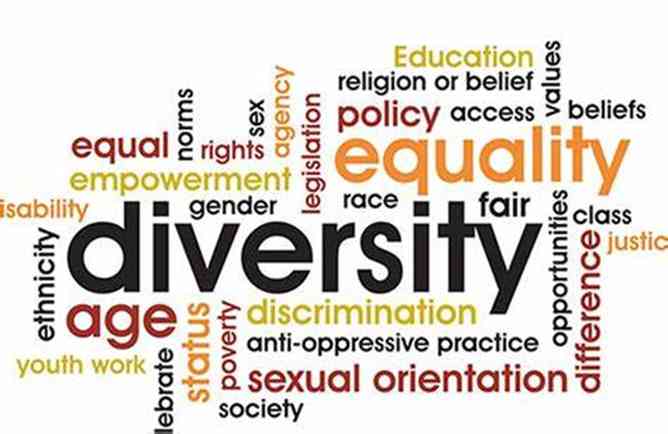 Education
values
religion or belief
norms
sex
agency
legislation
policy
access
beliefs
equal
rights
equality
empowerment
isability
gender
race
fair
opportunities
class
diversity
justic
ethnicity
difference
age
status
poverty
discrimination
anti-oppressive practice
youth work
lebrate
sexual orientation
society